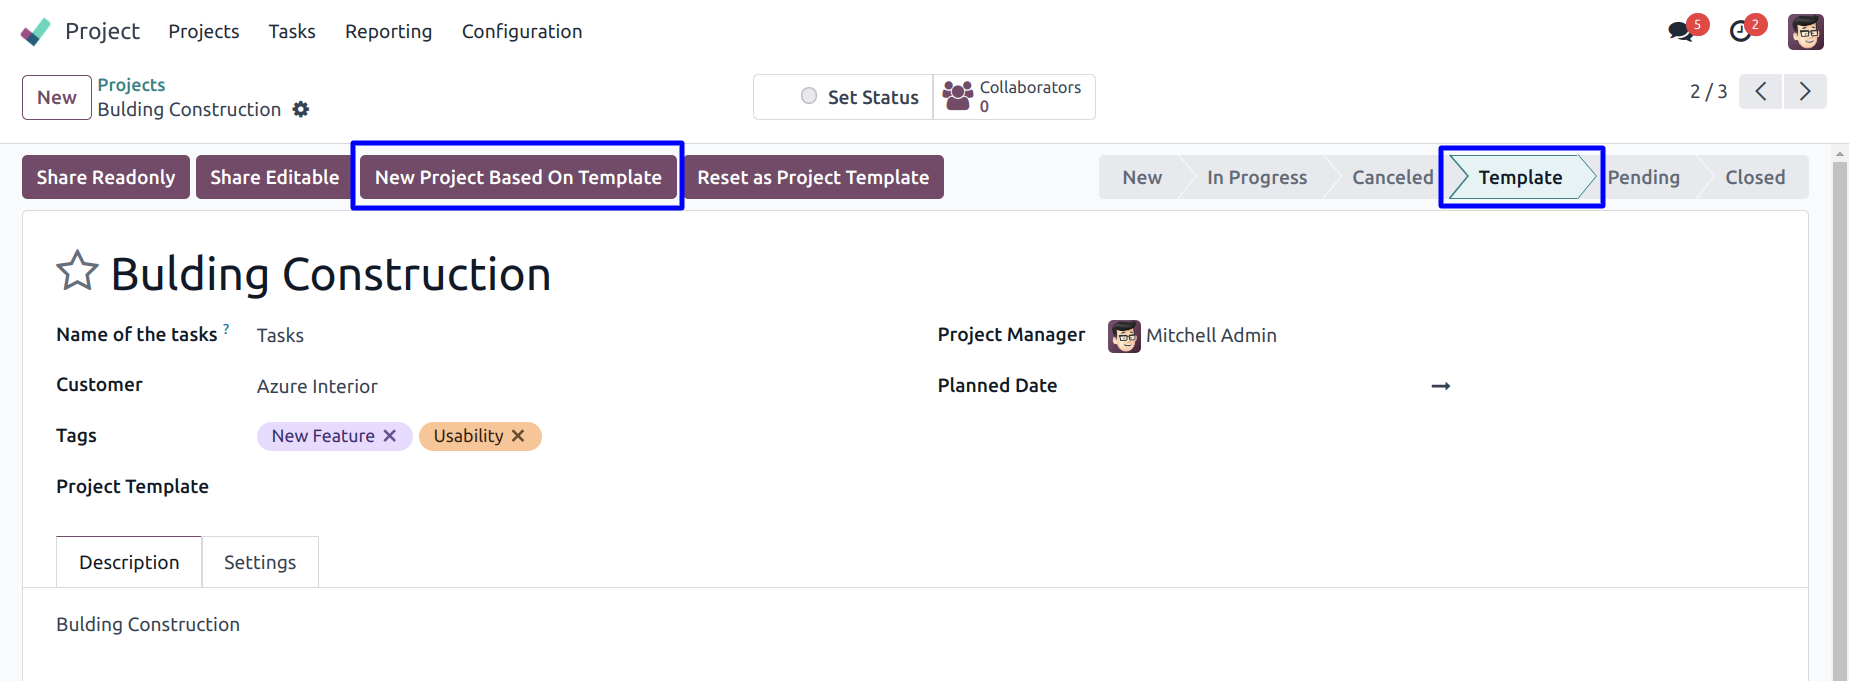 Project Projects Tasks Reporting Configuration 5 2
New Projects
Bulding Construction
Set Status
Collaborators
0
2 / 3
Share Readonly Share Editable New Project Based On Template Reset as Project Template New In Progress Canceled Template Pending Closed
Bulding Construction
Name of the tasks ? Tasks
Project Manager Mitchell Admin
Customer Azure Interior
Planned Date
Tags New Feature Usability
Project Template
Description Settings
Bulding Construction